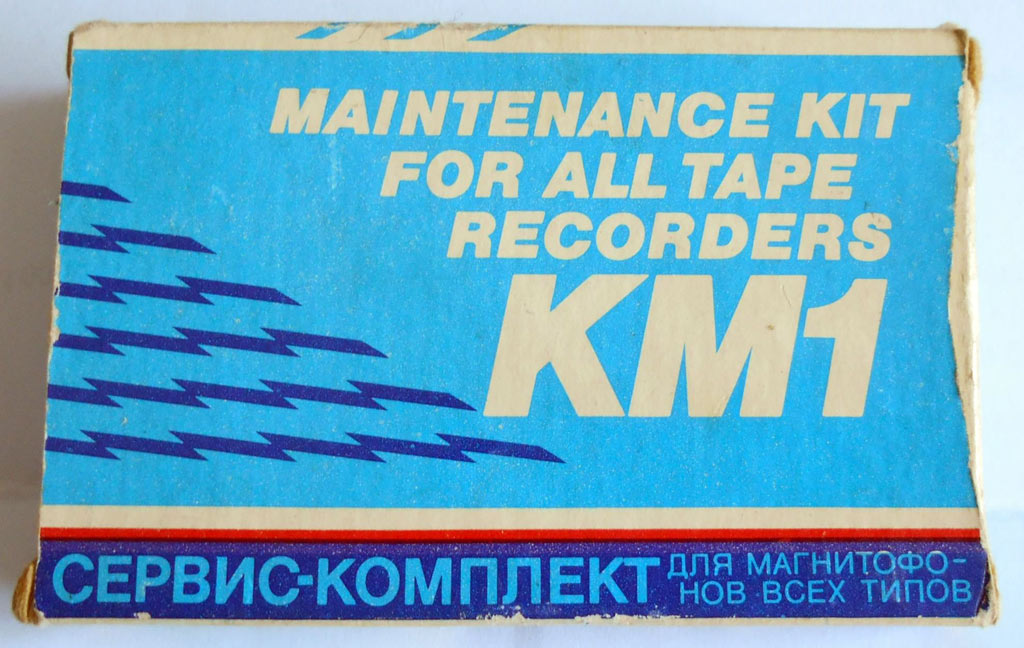 MAINTENANCE KIT
FOR ALL TAPE
RECORDERS
KM1
СЕРВИС-КОМПЛЕКТ
ДЛЯ МАГНИТОФО-
НОВ ВСЕХ ТИПОВ